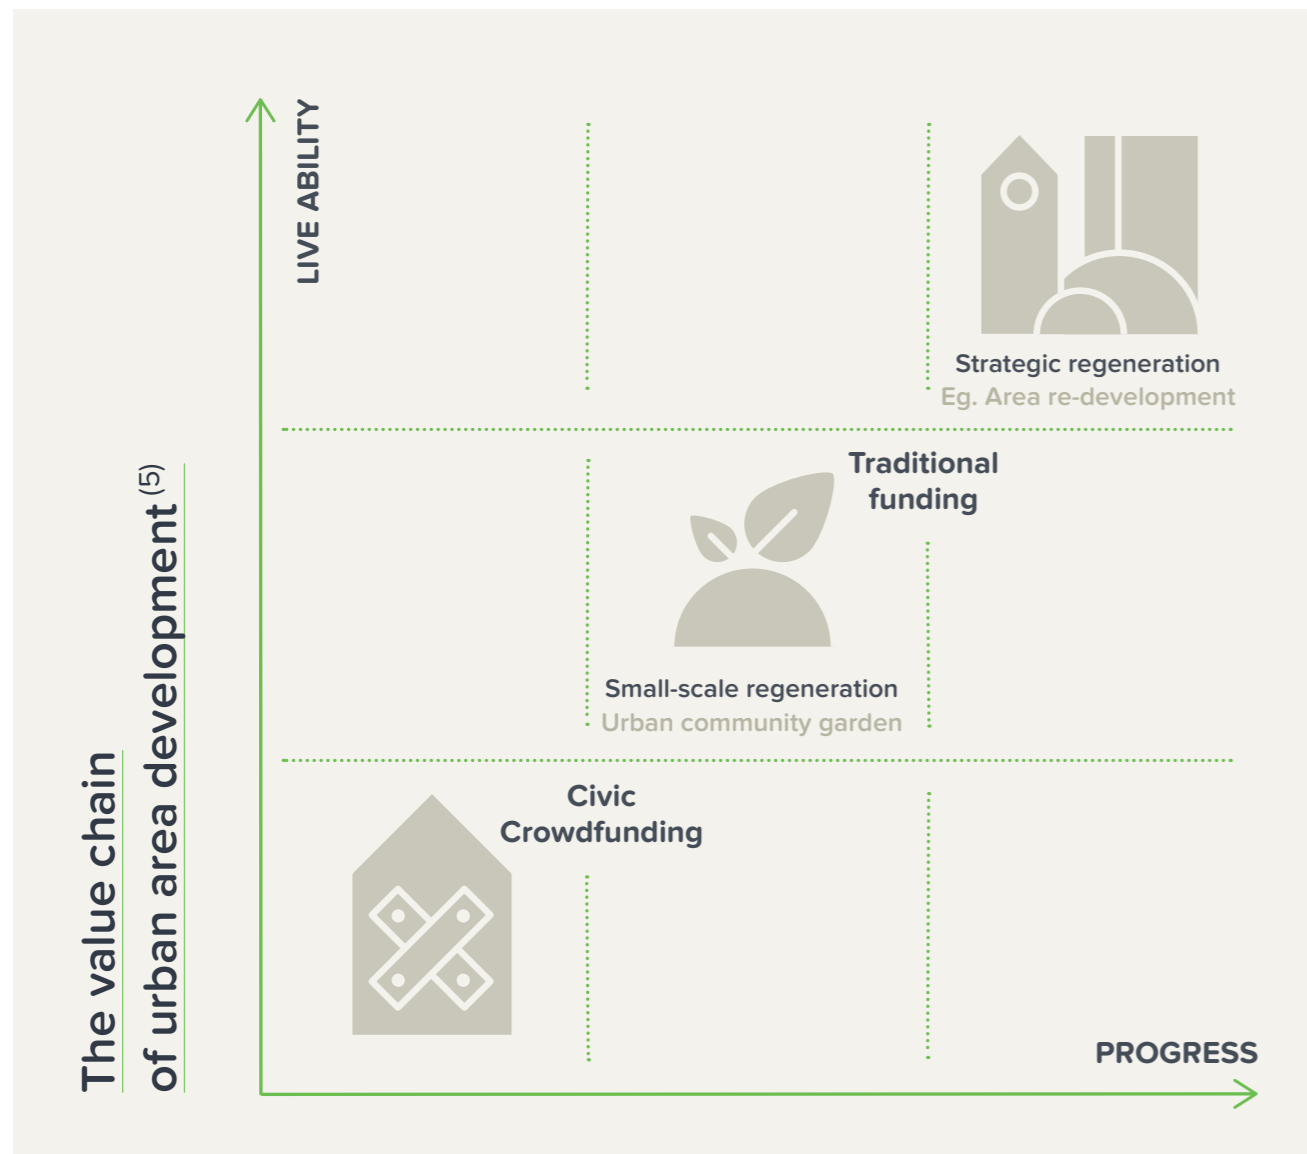 The value chain
of urban area development (5)
LIVE ABILITY
Strategic regeneration
Eg. Area re-development
Traditional
funding
Small-scale regeneration
Urban community garden
Civic
Crowdfunding
PROGRESS